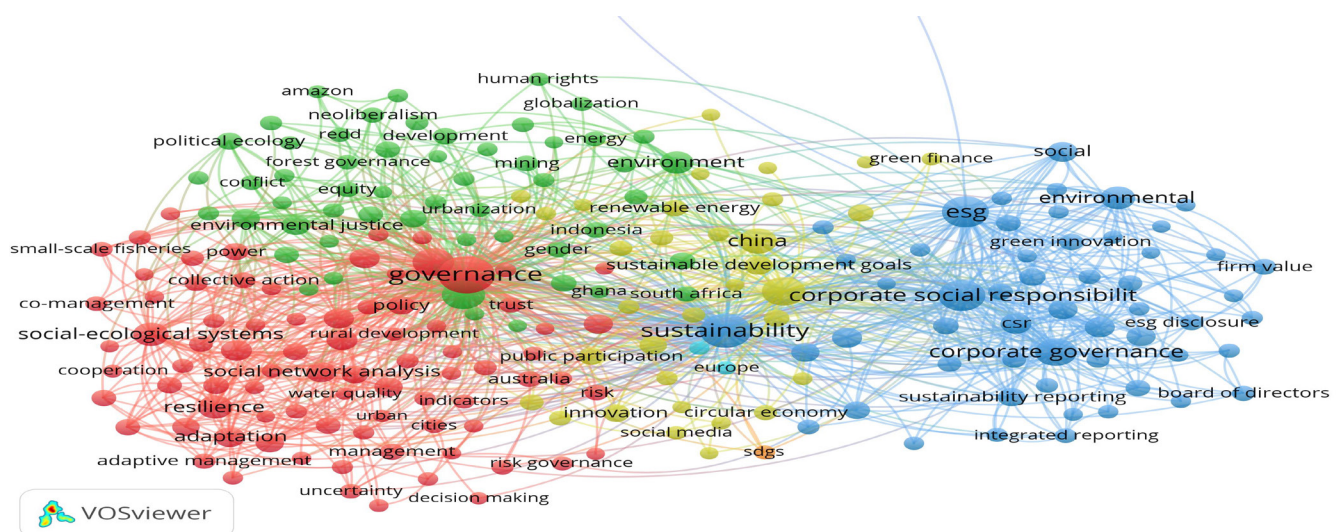 human rights
amazon
globalization
neoliberalism
political ecology
redd
development
energy
social
forest governance
mining
environment
green finance
conflict
equity
environmental
urbanization
renewable energy
esg
environmental justice
indonesia
small-scale fisheries
power
gender
china
green innovation
sustainable development goals
firm value
governance
collective action
ghana
south africa
corporate social responsibilit
co-management
policy
trust
csr
esg disclosure
social-ecological systems
rural development
sustainability
public participation
corporate governance
cooperation
social network analysis
europe
australia
water quality
indicators
risk
sustainability reporting
board of directors
resilience
urban
innovation
circular economy
cities
social media
adaptation
integrated reporting
management
sdgs
adaptive management
risk governance
uncertainty
decision making
VOSviewer